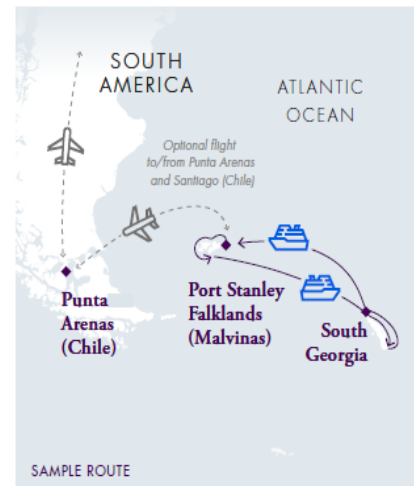 SOUTH
AMERICA
ATLANTIC
OCEAN
Optional flight
to/from Punta Arenas
and Santiago (Chile)
Punta
Arenas
(Chile)
Port Stanley
Falklands
(Malvinas)
South
Georgia
SAMPLE ROUTE